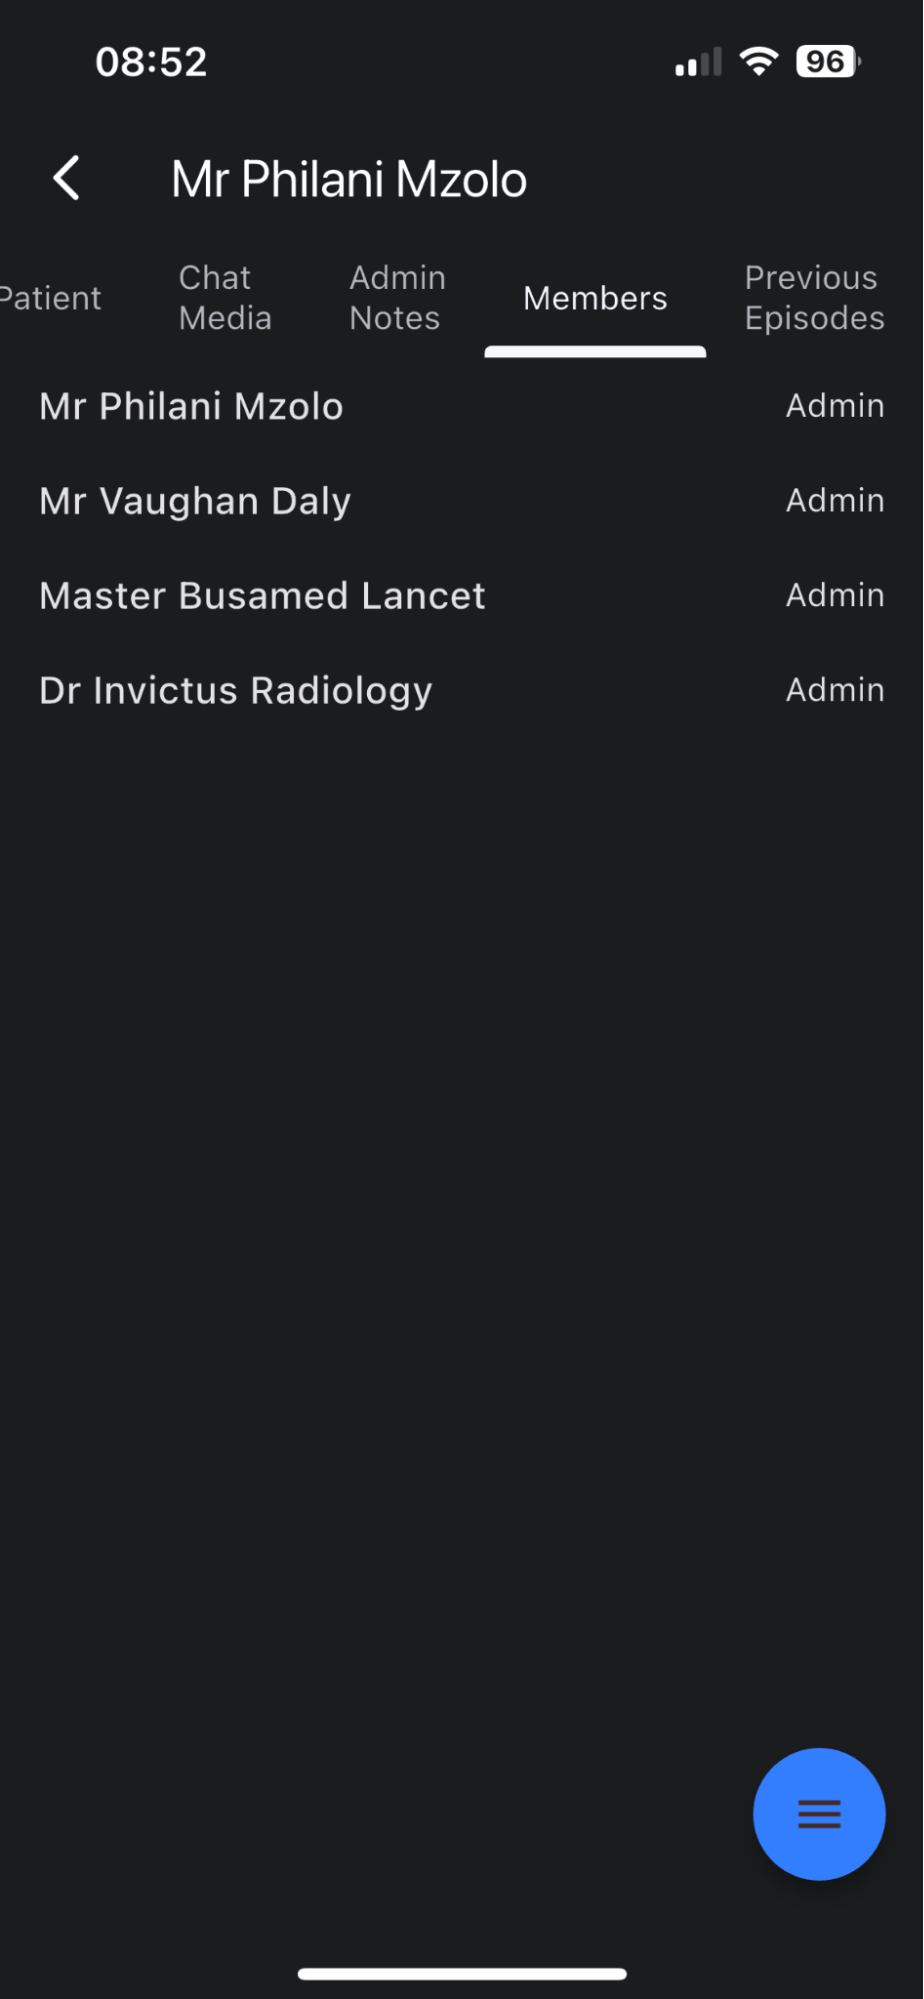 08:52
96
Mr Philani Mzolo
Patient
Chat
Media
Admin
Notes
Members
Previous
Episodes
Mr Philani Mzolo Admin
Mr Vaughan Daly Admin
Master Busamed Lancet Admin
Dr Invictus Radiology Admin